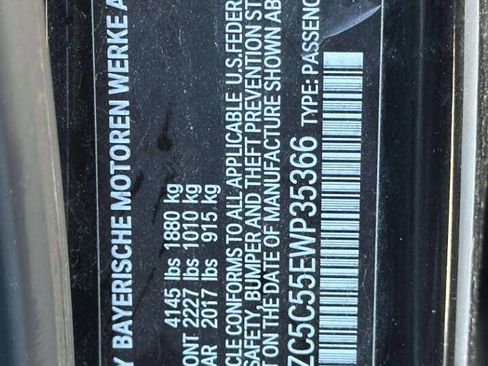 Y BAYERISCHE MOTOREN WERKE A
4145 lbs 1880 kg
ONT 2227 lbs 1010 kg
AR 2017 lbs 915 kg
CLE CONFORMS TO ALL APPLICABLE U.S.FEDER
SAFETY, BUMPER AND THEFT PREVENTION ST
T ON THE DATE OF MANUFACTURE SHOWN AB
ZC5C55EWP35366 TYPE: PASSENG